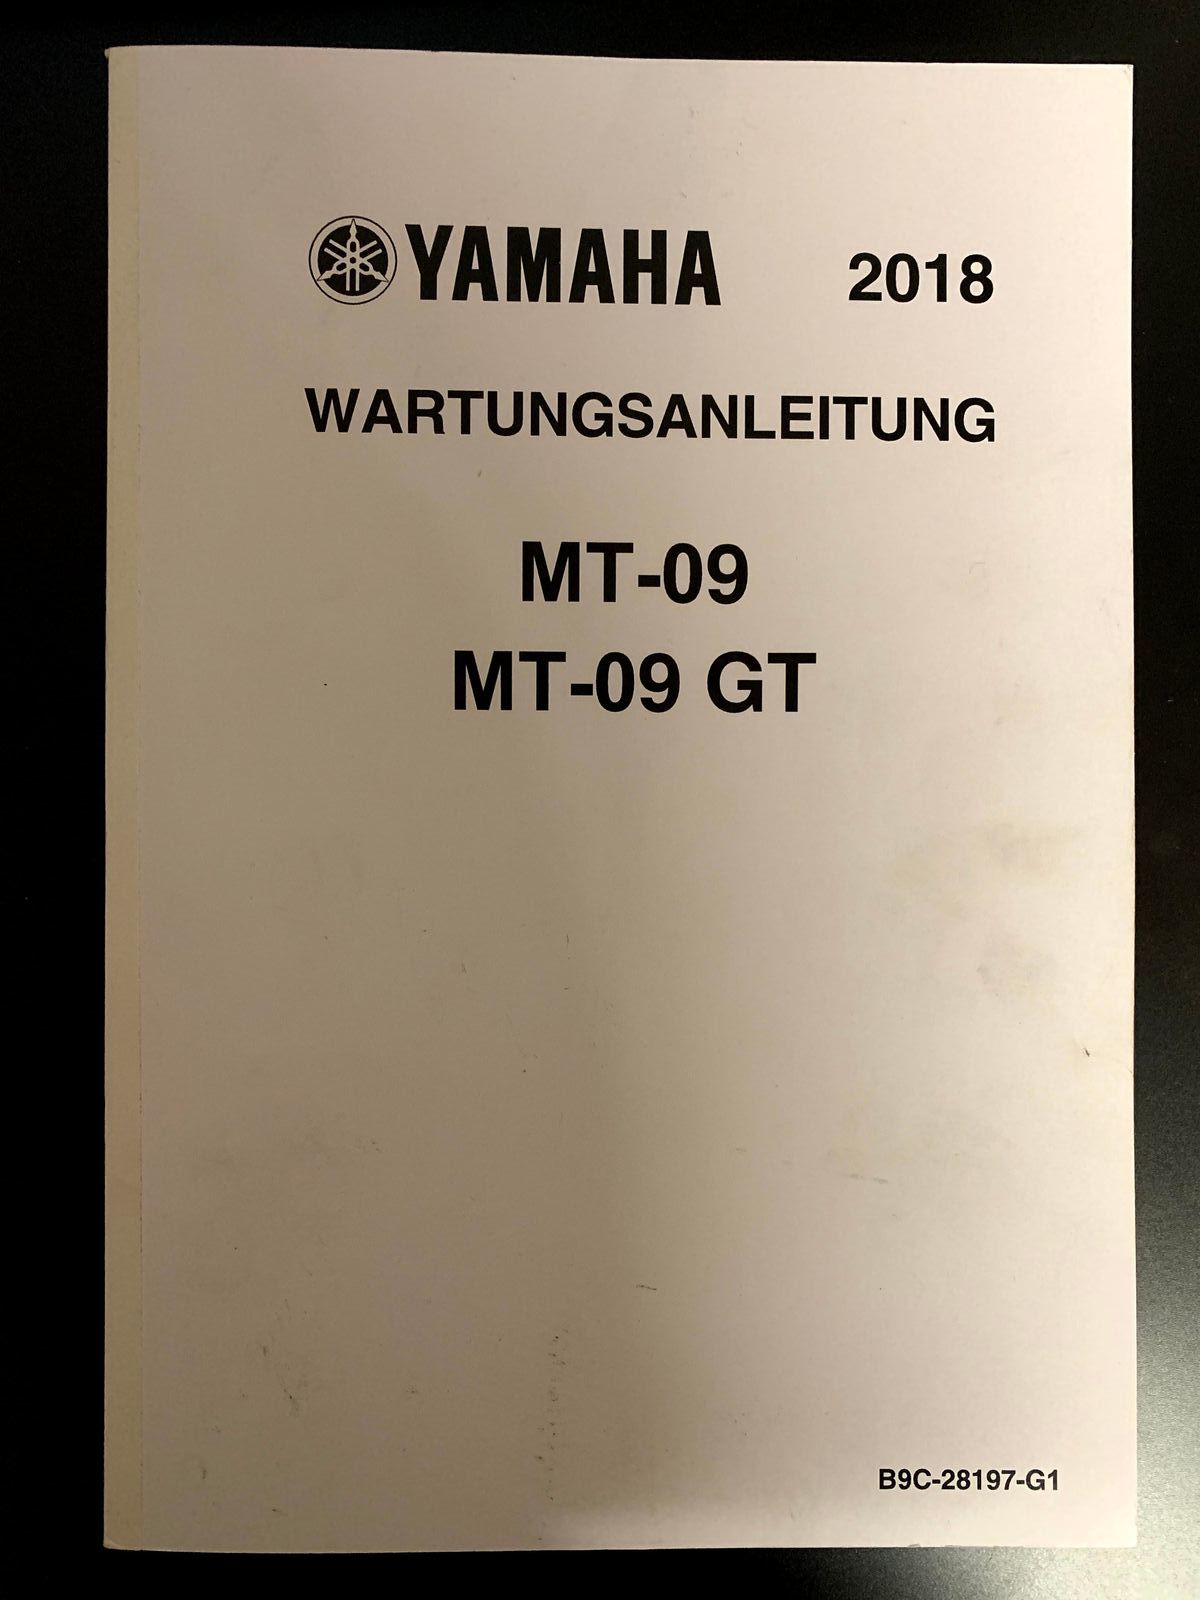 YAMAHA 2018
WARTUNGSANLEITUNG
MT-09
MT-09 GT
B9C-28197-G1